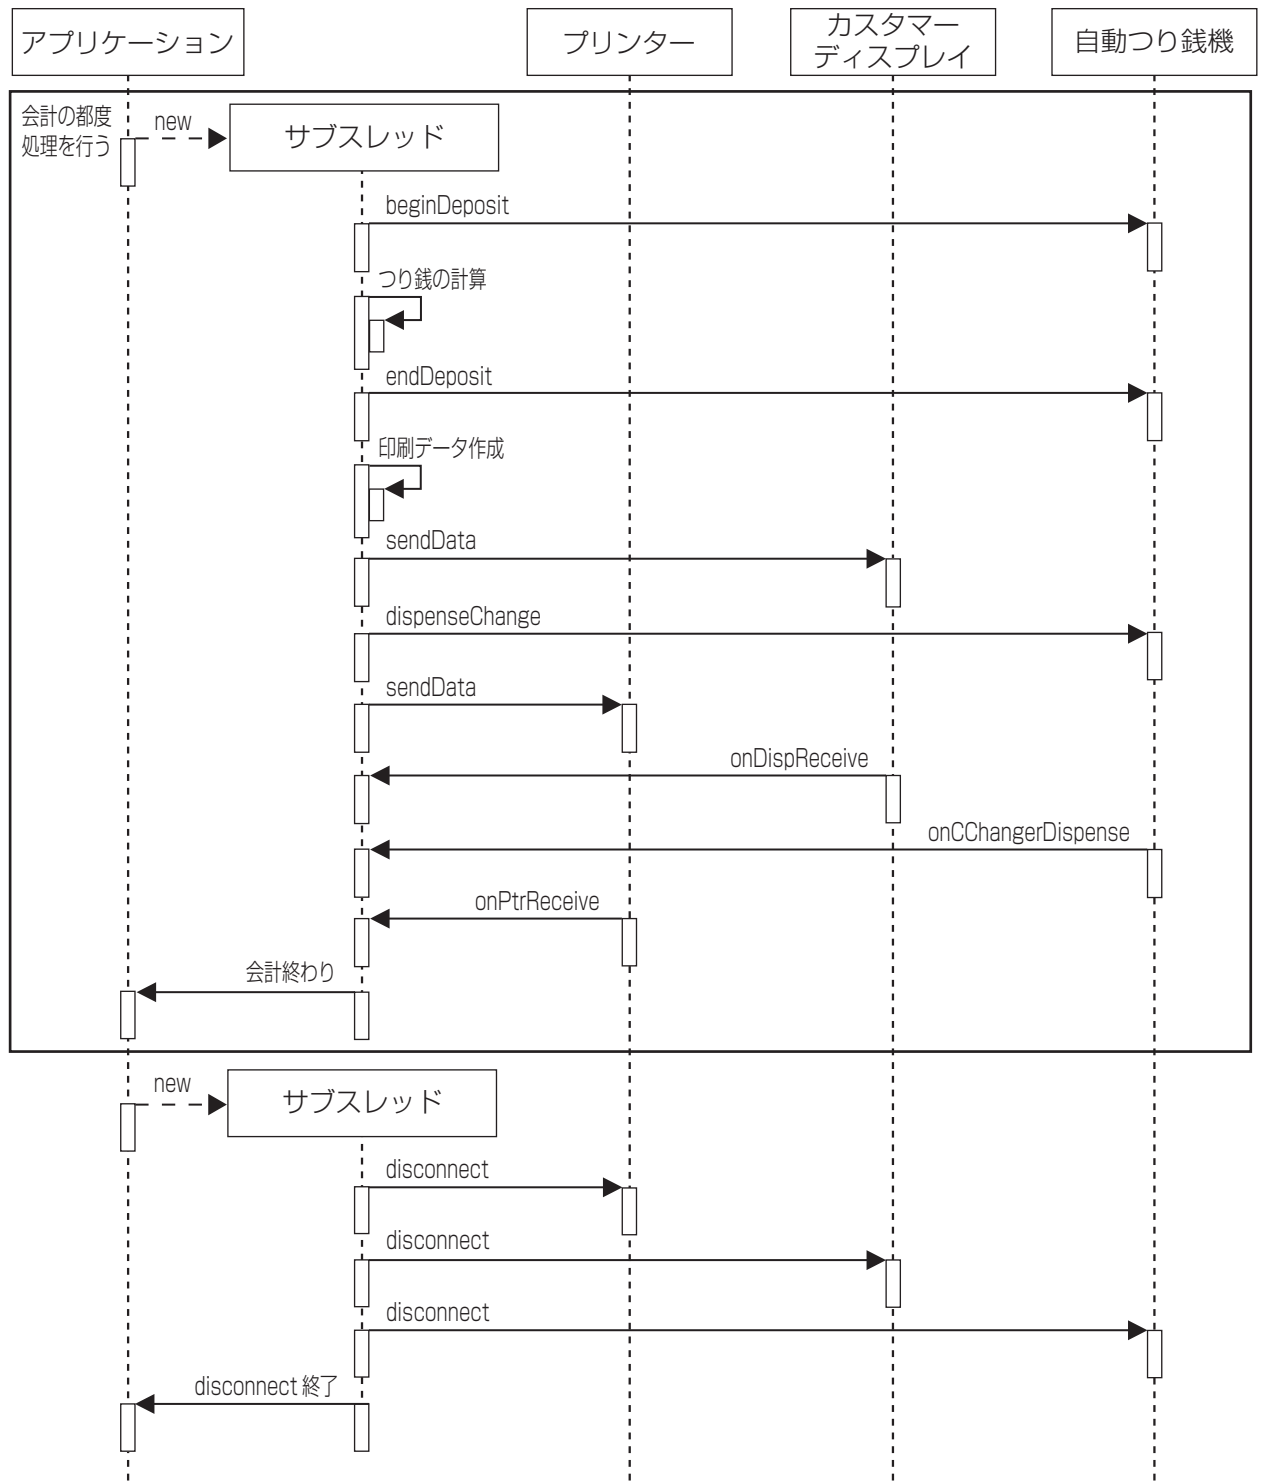 アプリケーション
プリンター
カスタマー
ディスプレイ
自動つり銭機
会計の都度
処理を行う
new
サブスレッド
beginDeposit
つり銭の計算
endDeposit
印刷データ作成
sendData
dispenseChange
sendData
onDispReceive
onCChangerDispense
onPtrReceive
会計終わり
new
サブスレッド
disconnect
disconnect
disconnect
disconnect 終了